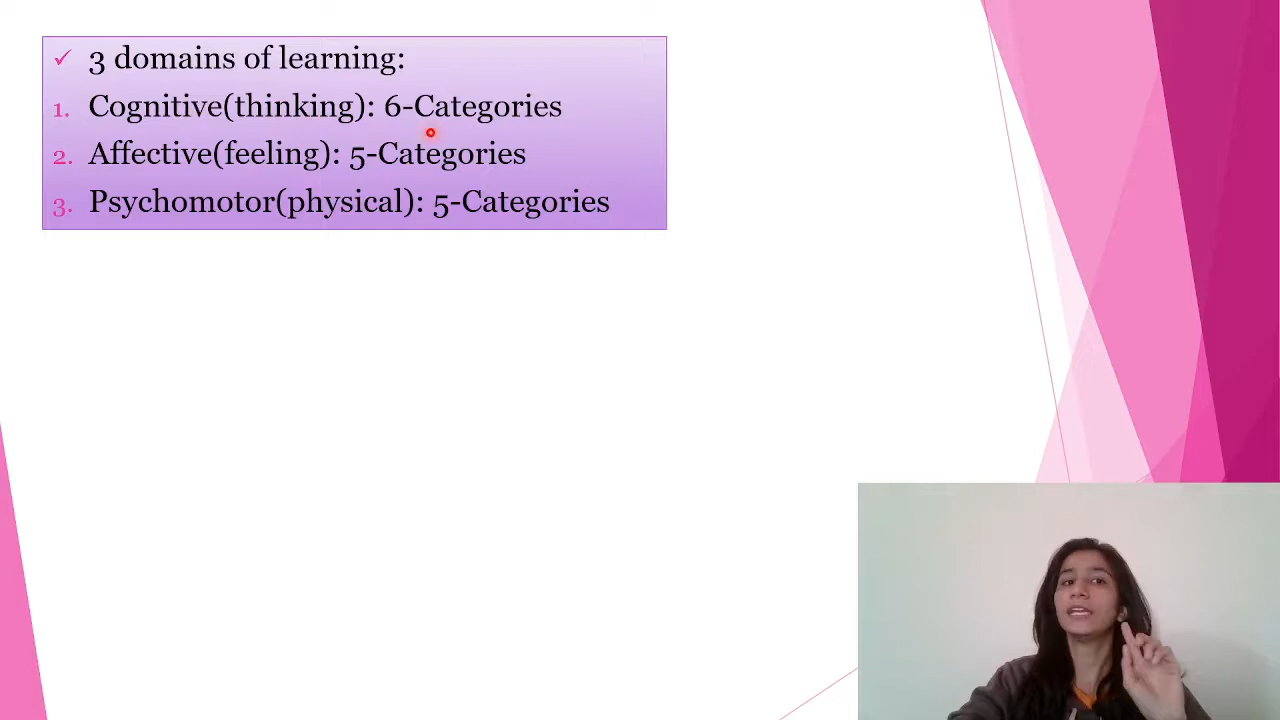 ✓ 3 domains of learning:
1. Cognitive(thinking): 6-Categories
2. Affective(feeling): 5-Categories
3. Psychomotor(physical): 5-Categories